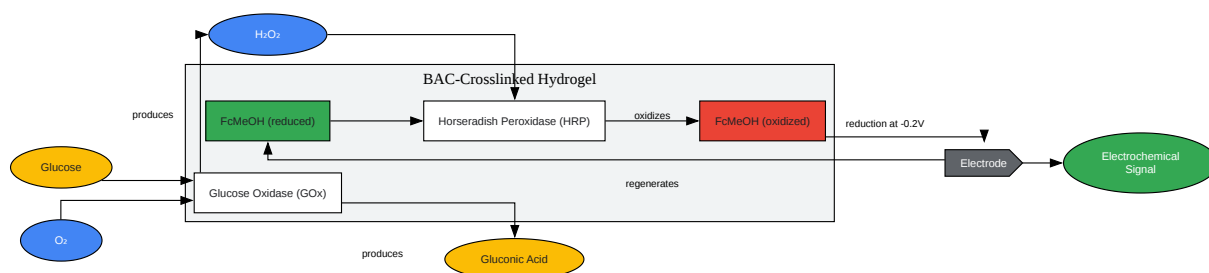 H₂O₂
BAC-Crosslinked Hydrogel
produces
FcMeOH (reduced)
Horseradish Peroxidase (HRP)
oxidizes
FcMeOH (oxidized)
reduction at -0.2V
Glucose
Electrode
Electrochemical
Signal
Glucose Oxidase (GOx)
regenerates
O₂
produces
Gluconic Acid